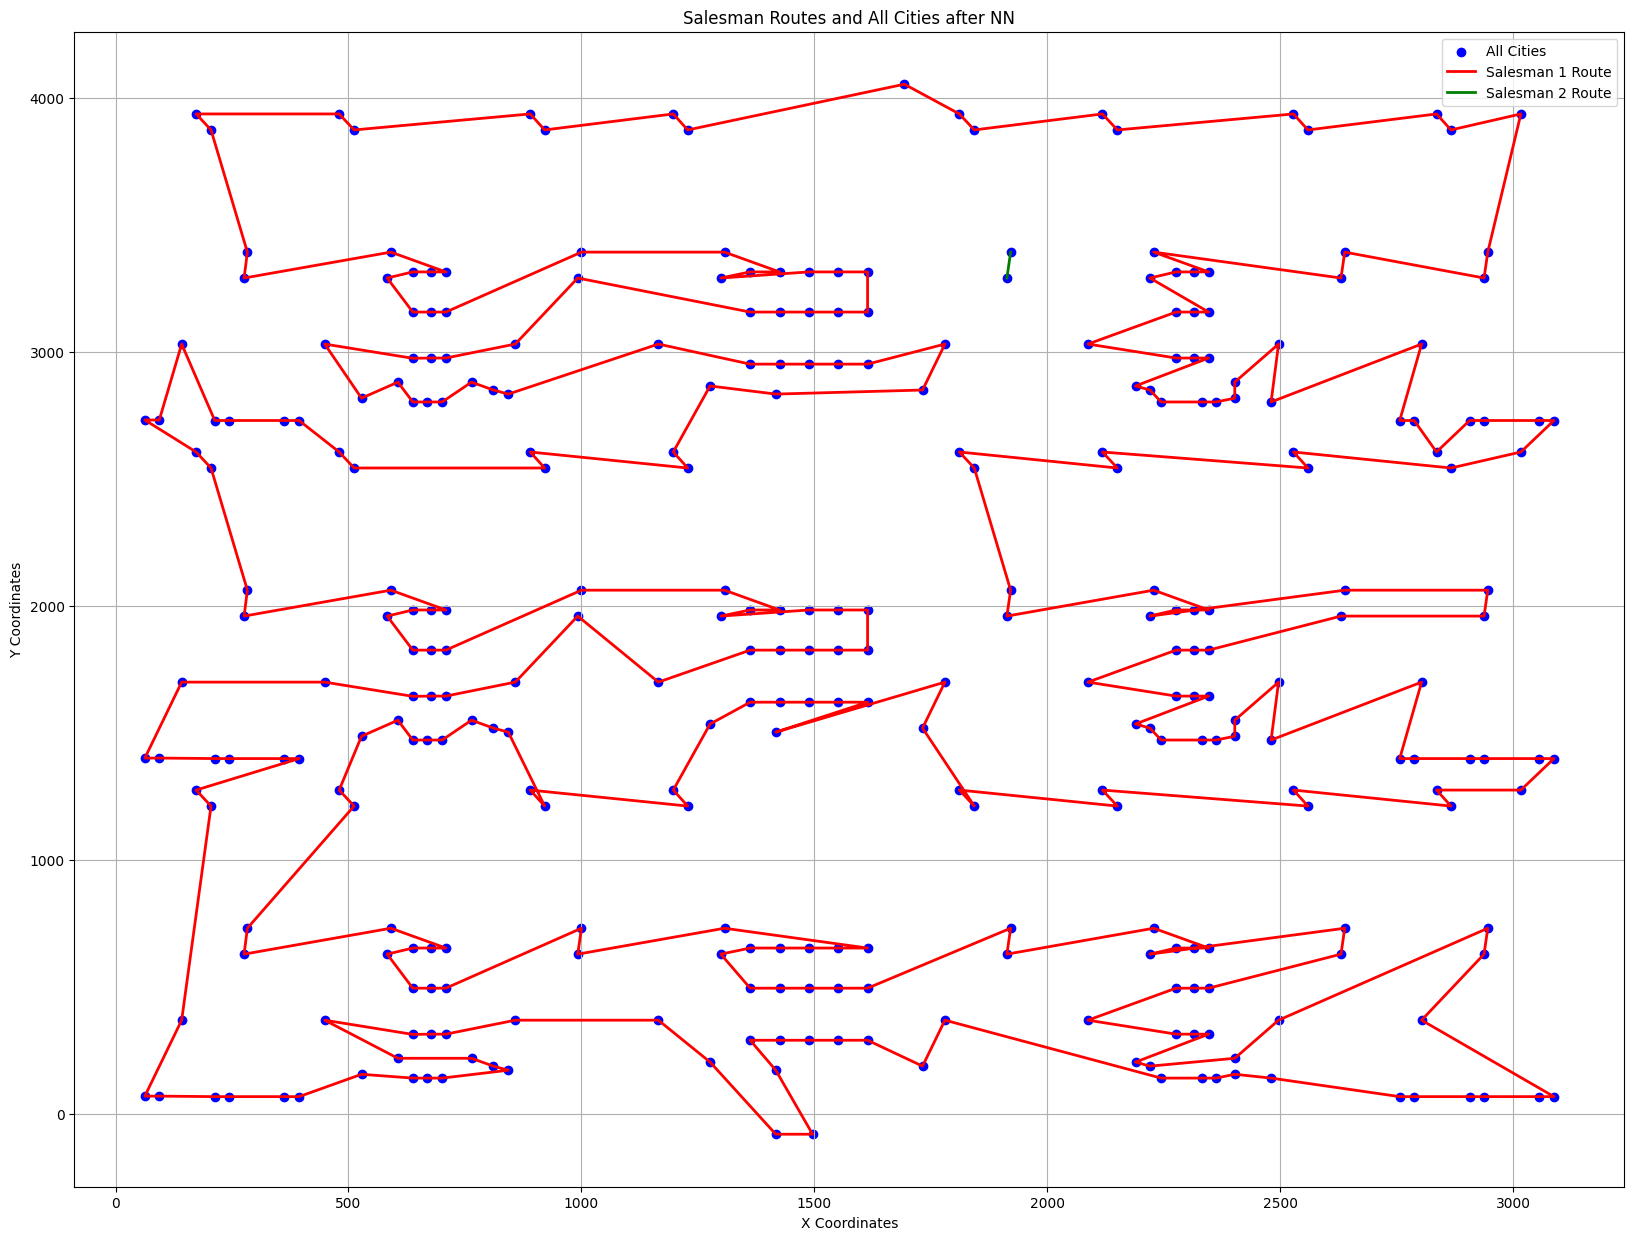 Salesman Routes and All Cities after NN
All Cities
Salesman 1 Route
Salesman 2 Route
4000
3000
2000
1000
0
Y Coordinates
0 500 1000 1500 2000 2500 3000
X Coordinates